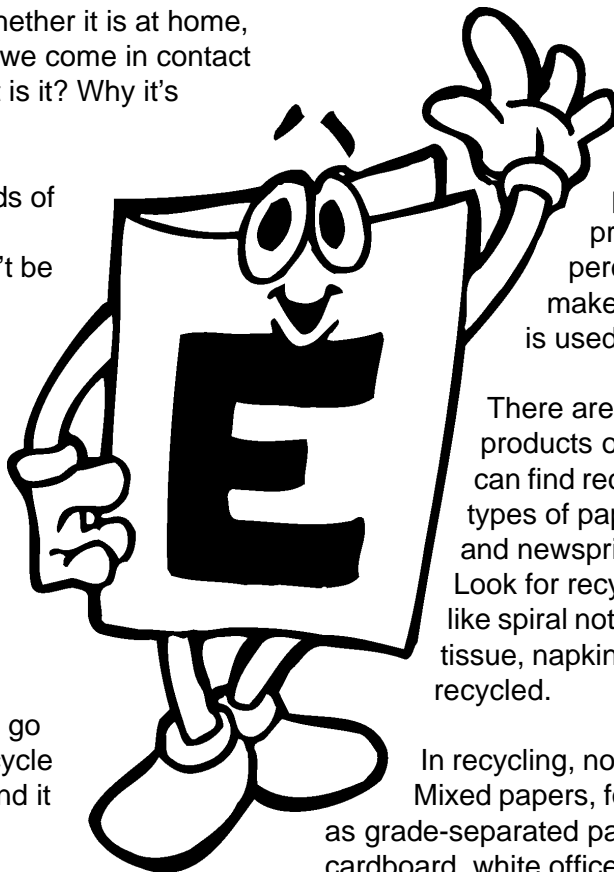 hether it is at home,
we come in contact
is it? Why it's
ds of
't be
go
cycle
nd it
E
pr
perc
make
is used
There are
products o
can find rec
types of pap
and newspri
Look for recy
like spiral not
tissue, napkin
recycled.
In recycling, no
Mixed papers, fo
as grade-separated pa
cardboard, white office